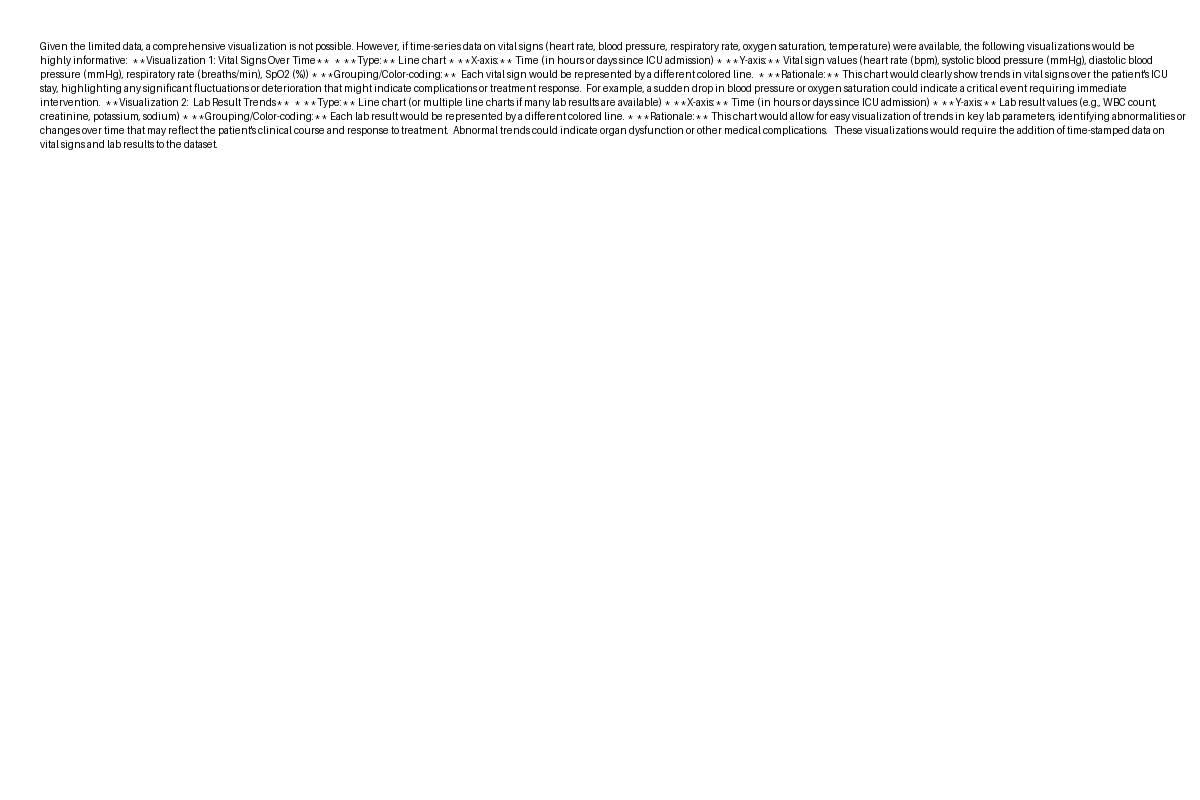 Given the limited data, a comprehensive visualization is not possible. However, if time-series data on vital signs (heart rate, blood pressure, respiratory rate, oxygen saturation, temperature) were available, the following visualizations would be
highly informative:  **Visualization 1: Vital Signs Over Time**  * **Type:** Line chart * **X-axis:** Time (in hours or days since ICU admission) * **Y-axis:** Vital sign values (heart rate (bpm), systolic blood pressure (mmHg), diastolic blood
pressure (mmHg), respiratory rate (breaths/min), SpO2 (%)) * **Grouping/Color-coding:**  Each vital sign would be represented by a different colored line.  * **Rationale:** This chart would clearly show trends in vital signs over the patient's ICU
stay, highlighting any significant fluctuations or deterioration that might indicate complications or treatment response.  For example, a sudden drop in blood pressure or oxygen saturation could indicate a critical event requiring immediate
intervention.  **Visualization 2:  Lab Result Trends**  * **Type:** Line chart (or multiple line charts if many lab results are available) * **X-axis:** Time (in hours or days since ICU admission) * **Y-axis:** Lab result values (e.g., WBC count,
creatinine, potassium, sodium) * **Grouping/Color-coding:** Each lab result would be represented by a different colored line. * **Rationale:** This chart would allow for easy visualization of trends in key lab parameters, identifying abnormalities or
changes over time that may reflect the patient's clinical course and response to treatment.  Abnormal trends could indicate organ dysfunction or other medical complications.   These visualizations would require the addition of time-stamped data on
vital signs and lab results to the dataset.